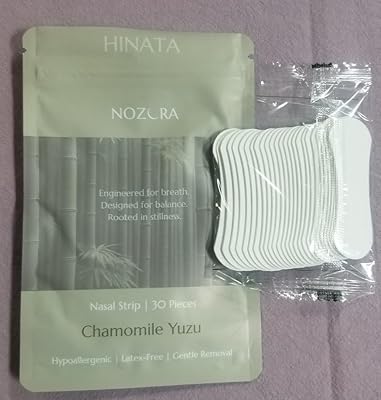 HINATA
NOZORA
Engineered for breath.
Designed for balance.
Rooted in stillness.
Nasal Strip | 30 Pieces
Chamomile Yuzu
Hypoallergenic | Latex-Free | Gentle Removal